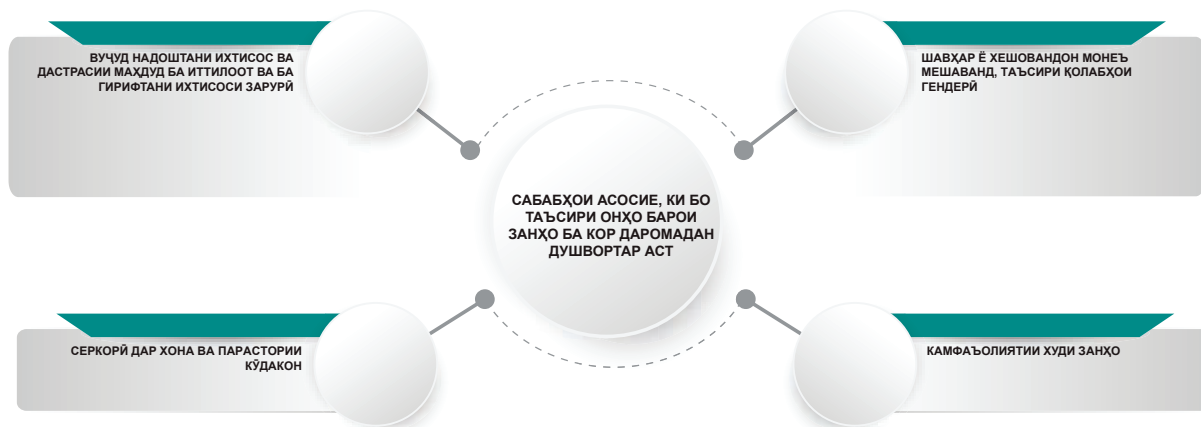 ВУҶУД НАДОШТАНИ ИХТИСОС ВА
ДАСТРАСИИ МАҲДУД БА ИТТИЛООТ ВА БА
ГИРИФТАНИ ИХТИСОСИ ЗАРУРӢ
ШАВҲАР Ё ХЕШОВАНДОН МОНЕЪ
МЕШАВАНД, ТАЪСИРИ ҚОЛАБҲОИ
ГЕНДЕРӢ
САБАБҲОИ АСОСИЕ, КИ БО
ТАЪСИРИ ОНҲО БАРОИ
ЗАНҲО БА КОР ДАРОМАДАН
ДУШВОРТАР АСТ
СЕРКОРӢ ДАР ХОНА ВА ПАРАСТОРИИ
КӮДАКОН
КАМФАЪОЛИЯТИИ ХУДИ ЗАНҲО